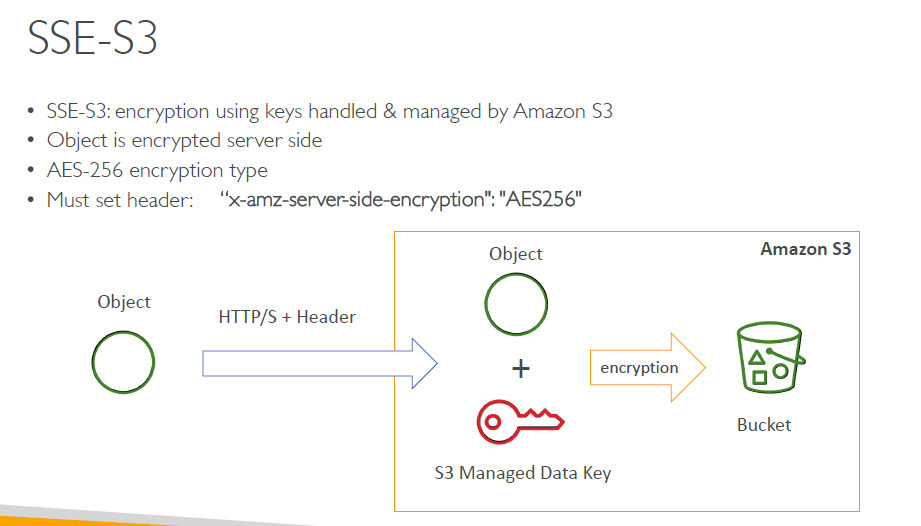 SSE-S3
• SSE-S3: encryption using keys handled & managed by Amazon S3
• Object is encrypted server side
• AES-256 encryption type
• Must set header: “x-amz-server-side-encryption": "AES256"
Amazon S3
Object
Object
HTTP/S + Header
+
encryption
Bucket
S3 Managed Data Key